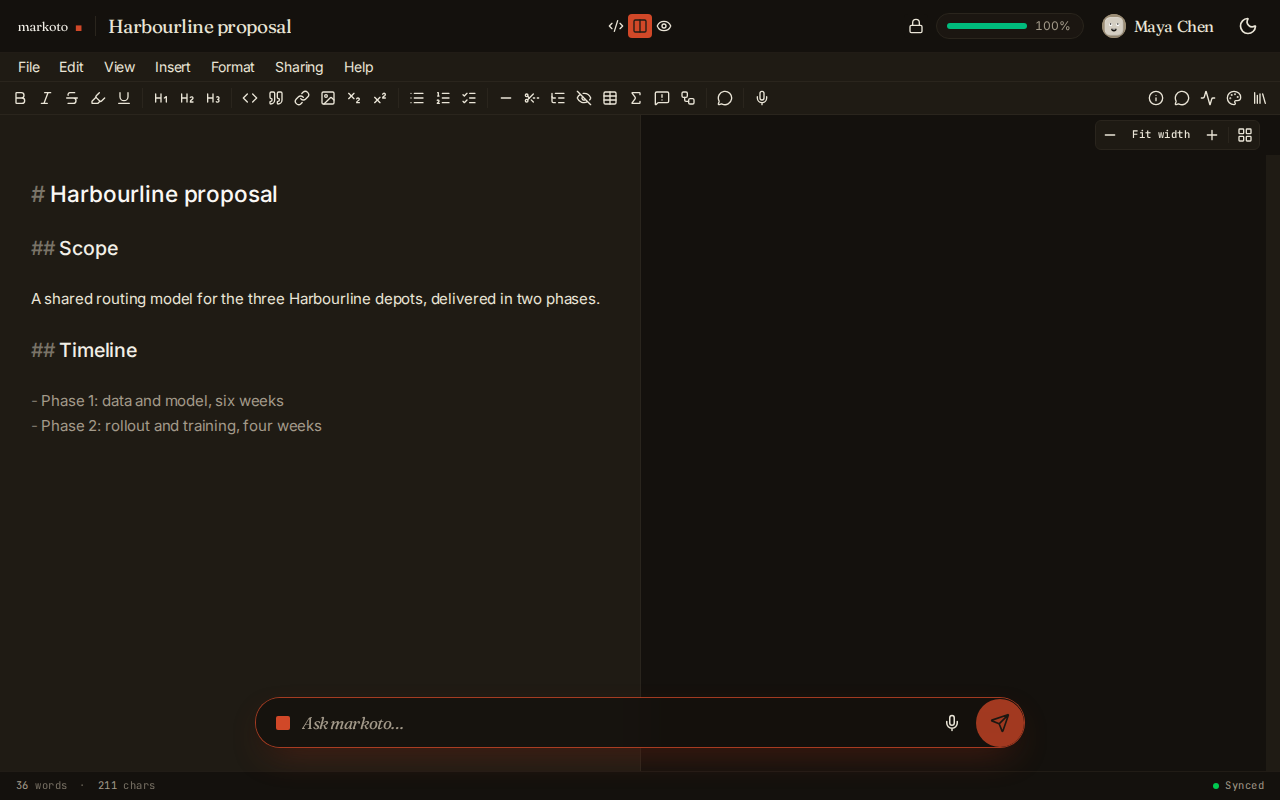 markoto
Harbourline proposal
100%
Maya Chen
File Edit View Insert Format Sharing Help
H1 H2 H3
Fit width
# Harbourline proposal
## Scope
A shared routing model for the three Harbourline depots, delivered in two phases.
## Timeline
- Phase 1: data and model, six weeks
- Phase 2: rollout and training, four weeks
Ask markoto...
36 words · 211 chars
Synced